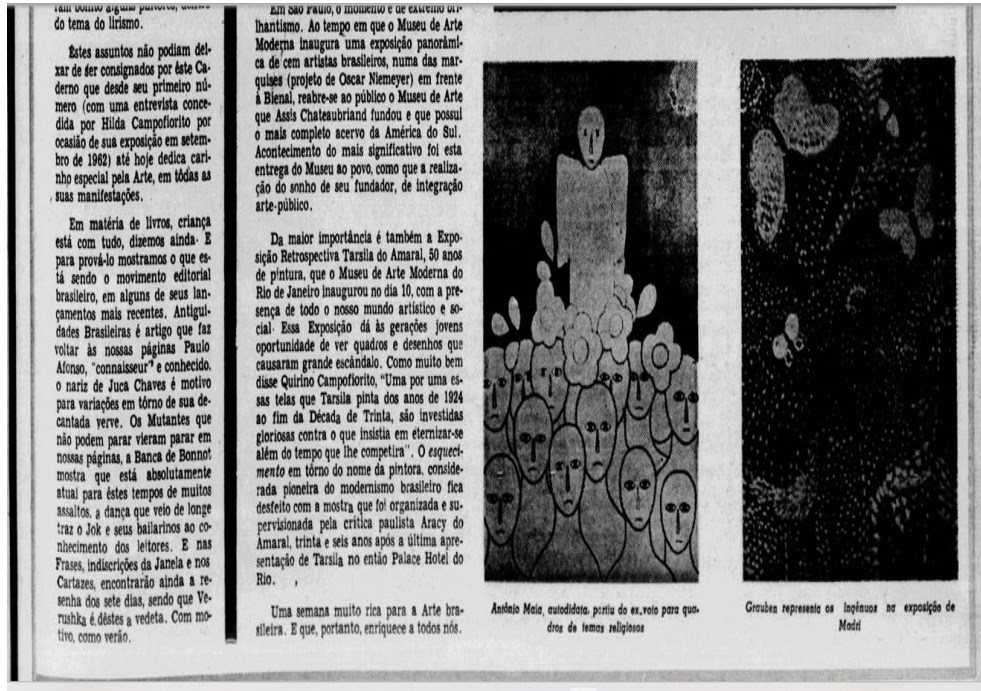 do tema do lirismo.
Êstes assuntos não podiam dei-
xar de ser consignados por êste Ca-
derno que desde seu primeiro nú-
mero (com uma entrevista conce-
dida por Hilda Campofiorito por
ocasião de sua exposição em setem-
bro de 1962) até hoje dedica cari-
nho especial pela Arte, em tôdas as
suas manifestações.
Em matéria de livros, criança
está com tudo, dizemos ainda. E
para prová-lo mostramos o que es-
tá sendo o movimento editorial
brasileiro, em alguns de seus lan-
çamentos mais recentes. Antigui-
dades Brasileiras é artigo que faz
voltar às nossas páginas Paulo
Afonso, "connaisseur" e conhecido,
o nariz de Juca Chaves é motivo
para variações em tôrno de sua de-
cantada verve. Os Mutantes que
não podem parar vieram parar em
nossas páginas, a Banca de Bonnot
mostra que está absolutamente
atual para êstes tempos de muitos
assaltos, a dança que veio de longe
traz o Jok e seus bailarinos ao co-
nhecimento dos leitores. E nas
Frases, indiscrições da Janela e nos
Cartazes, encontrarão ainda a re-
senha dos sete dias, sendo que Ve-
rushka é dêstes a vedeta. Com mo-
tivo, como verão.
Em São Paulo, o momento é de extremo bri-
lhantismo. Ao tempo em que o Museu de Arte
Moderna inaugura uma exposição panorâmi-
ca de cem artistas brasileiros, numa das mar-
quises (projeto de Oscar Niemeyer) em frente
à Bienal, reabre-se ao público o Museu de Arte
que Assis Chateaubriand fundou e que possui
o mais completo acervo da América do Sul.
Acontecimento do mais significativo foi esta
entrega do Museu ao povo, como que a realiza-
ção do sonho de seu fundador, de integração
arte-público.
Da maior importância é também a Expo-
sição Retrospectiva Tarsila do Amaral, 50 anos
de pintura, que o Museu de Arte Moderna do
Rio de Janeiro inaugurou no dia 10, com a pre-
sença de todo o nosso mundo artístico e so-
cial. Essa Exposição dá às gerações jovens
oportunidade de ver quadros e desenhos que
causaram grande escândalo. Como muito bem
disse Quirino Campofiorito, "Uma por uma es-
sas telas que Tarsila pinta dos anos de 1924
ao fim da Década de Trinta, são investidas
gloriosas contra o que insistia em eternizar-se
além do tempo que lhe competira". O esqueci-
mento em tôrno do nome da pintora, conside-
rada pioneira do modernismo brasileiro fica
desfeito com a mostra que foi organizada e su-
pervisionada pela crítica paulista Aracy do
Amaral, trinta e seis anos após a última apre-
sentação de Tarsila no então Palace Hotel do
Rio.
Uma semana muito rica para a Arte bra-
sileira. E que, portanto, enriquece a todos nós.
Antônio Maia, autodidata, partiu do ex.voto para qua-
dros de temas religiosos
Grauben representa os ingênuos na exposição de
Madri